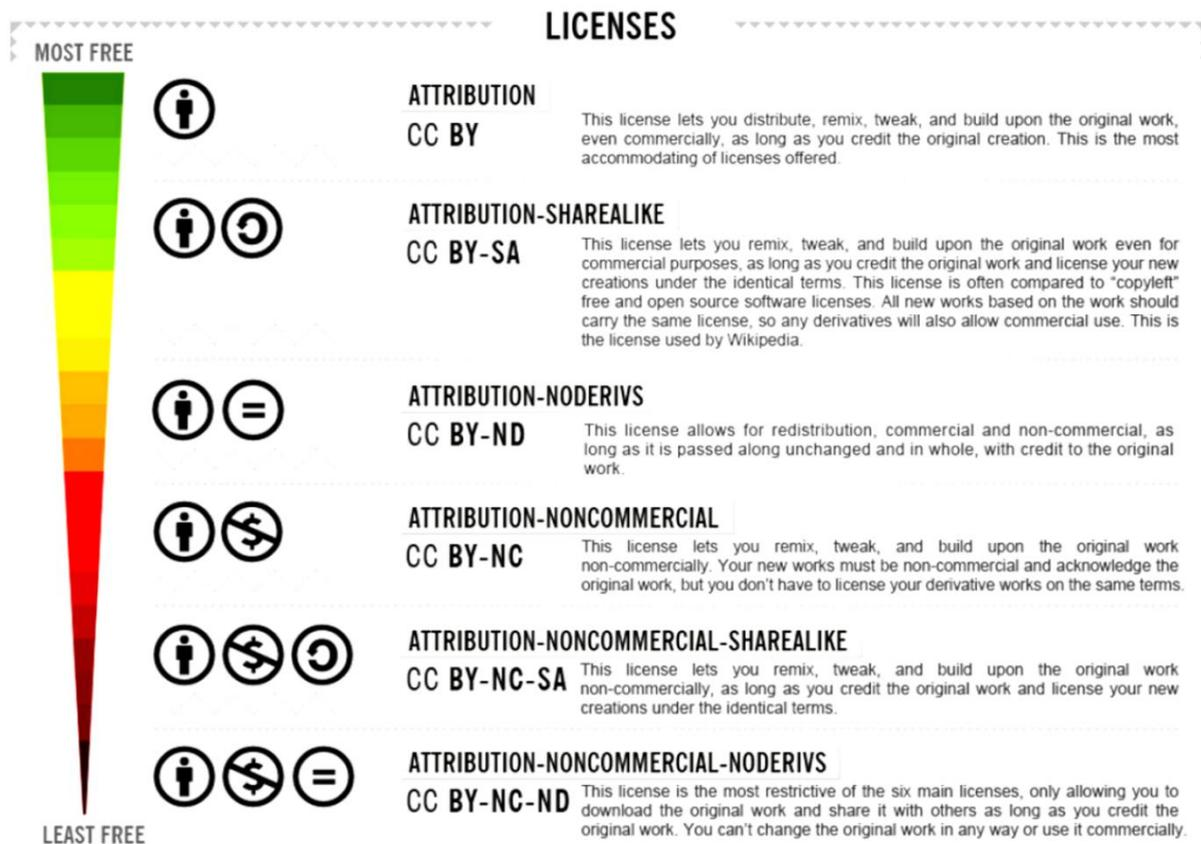 LICENSES
MOST FREE
ATTRIBUTION
CC BY
This license lets you distribute, remix, tweak, and build upon the original work,
even commercially, as long as you credit the original creation. This is the most
accommodating of licenses offered.
ATTRIBUTION-SHAREALIKE
CC BY-SA
This license lets you remix, tweak, and build upon the original work even for
commercial purposes, as long as you credit the original work and license your new
creations under the identical terms. This license is often compared to “copyleft”
free and open source software licenses. All new works based on the work should
carry the same license, so any derivatives will also allow commercial use. This is
the license used by Wikipedia.
ATTRIBUTION-NODERIVS
CC BY-ND
This license allows for redistribution, commercial and non-commercial, as
long as it is passed along unchanged and in whole, with credit to the original
work.
ATTRIBUTION-NONCOMMERCIAL
CC BY-NC
This license lets you remix, tweak, and build upon the original work
non-commercially. Your new works must be non-commercial and acknowledge the
original work, but you don’t have to license your derivative works on the same terms.
ATTRIBUTION-NONCOMMERCIAL-SHAREALIKE
CC BY-NC-SA
This license lets you remix, tweak, and build upon the original work
non-commercially, as long as you credit the original work and license your new
creations under the identical terms.
ATTRIBUTION-NONCOMMERCIAL-NODERIVS
CC BY-NC-ND
This license is the most restrictive of the six main licenses, only allowing you to
download the original work and share it with others as long as you credit the
original work. You can’t change the original work in any way or use it commercially.
LEAST FREE